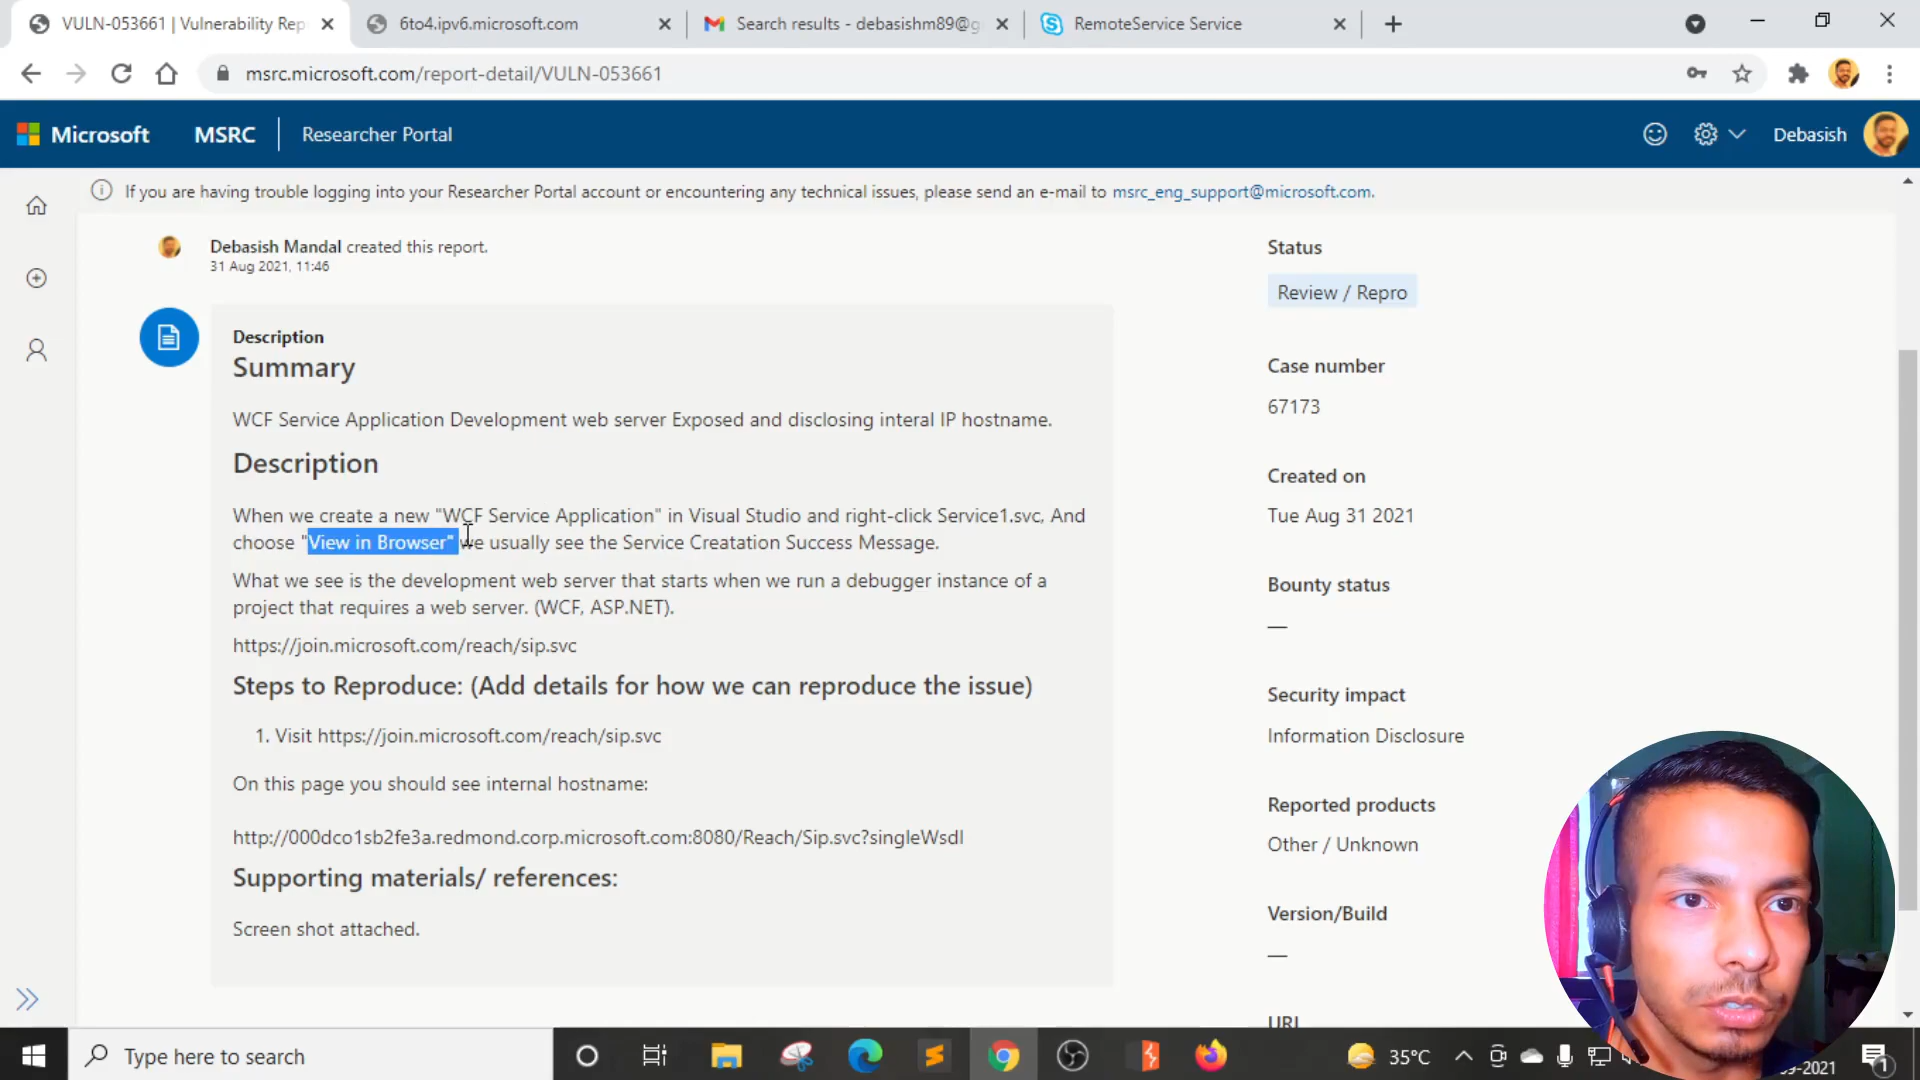 VULN-053661 | Vulnerability Rep
6to4.ipv6.microsoft.com
Search results - debasishm89@g
RemoteService Service
msrc.microsoft.com/report-detail/VULN-053661
Microsoft
MSRC
Researcher Portal
Debasish
If you are having trouble logging into your Researcher Portal account or encountering any technical issues, please send an e-mail to msrc_eng_support@microsoft.com.
Debasish Mandal created this report.
31 Aug 2021, 11:46
Description
Summary
WCF Service Application Development web server Exposed and disclosing interal IP hostname.
Description
When we create a new "WCF Service Application" in Visual Studio and right-click Service1.svc, And
choose "View in Browser" we usually see the Service Creatation Success Message.
What we see is the development web server that starts when we run a debugger instance of a
project that requires a web server. (WCF, ASP.NET).
https://join.microsoft.com/reach/sip.svc
Steps to Reproduce: (Add details for how we can reproduce the issue)
1. Visit https://join.microsoft.com/reach/sip.svc
On this page you should see internal hostname:
http://000dco1sb2fe3a.redmond.corp.microsoft.com:8080/Reach/Sip.svc?singleWsdl
Supporting materials/ references:
Screen shot attached.
Status
Review / Repro
Case number
67173
Created on
Tue Aug 31 2021
Bounty status
—
Security impact
Information Disclosure
Reported products
Other / Unknown
Version/Build
—
URL
Type here to search
35°C
-2021
1